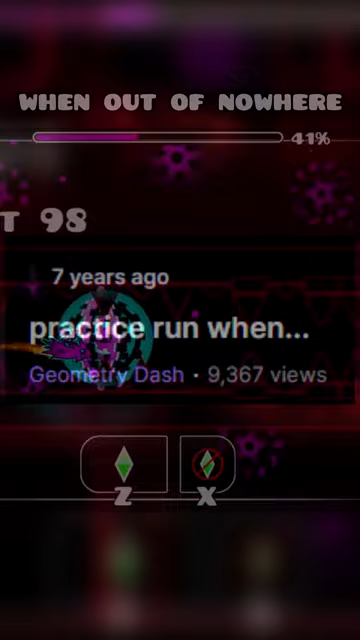 WHEN OUT OF NOWHERE
41%
T 98
7 years ago
practice run when...
Geometry Dash • 9,367 views
Z X